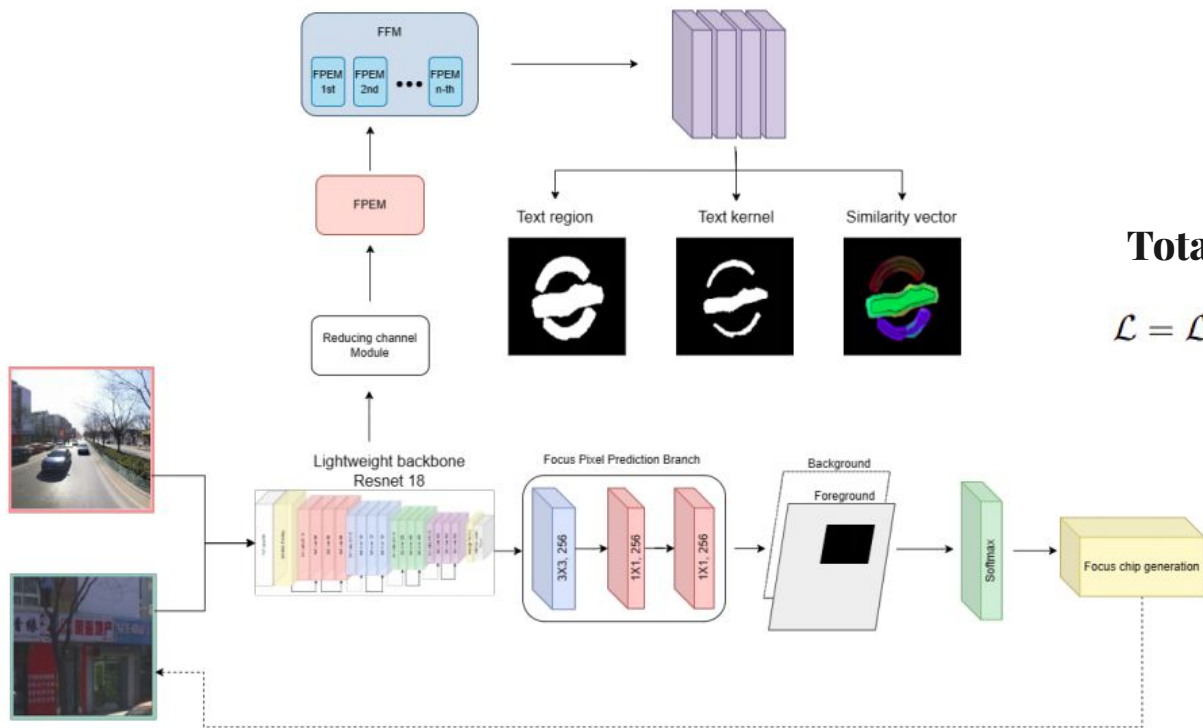 FFM
FPEM
1st
FPEM
2nd
•••
FPEM
n-th
FPEM
Text region
Text kernel
Similarity vector
Tota
Reducing channel
Module
ℒ = ℒ
Lightweight backbone
Resnet 18
Focus Pixel Prediction Branch
Background
Foreground
3X3, 256
1X1, 256
1X1, 256
Softmax
Focus chip generation